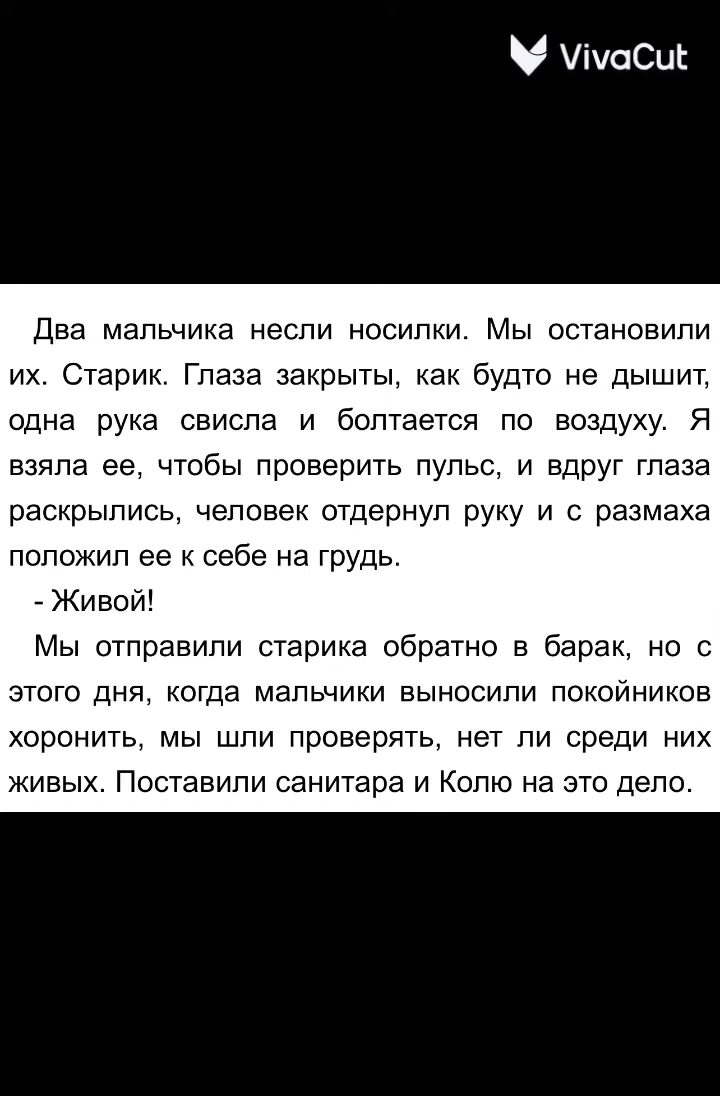 VivaCut
Два мальчика несли носилки. Мы остановили
их. Старик. Глаза закрыты, как будто не дышит,
одна рука свисла и болтается по воздуху. Я
взяла ее, чтобы проверить пульс, и вдруг глаза
раскрылись, человек отдернул руку и с размаха
положил ее к себе на грудь.
- Живой!
Мы отправили старика обратно в барак, но с
этого дня, когда мальчики выносили покойников
хоронить, мы шли проверять, нет ли среди них
живых. Поставили санитара и Колю на это дело.